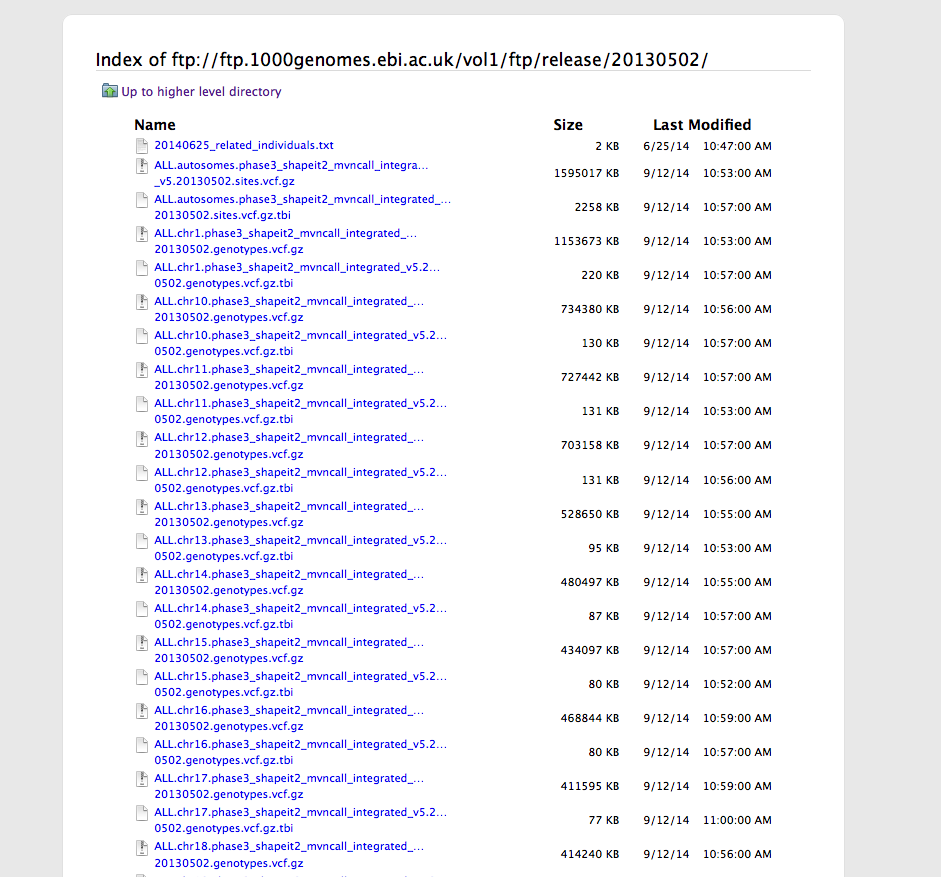 Index of ftp://ftp.1000genomes.ebi.ac.uk/vol1/ftp/release/20130502/
Up to higher level directory
Name Size Last Modified
20140625_related_individuals.txt 2 KB 6/25/14 10:47:00 AM
ALL.autosomes.phase3_shapeit2_mvncall_integra…
_v5.20130502.sites.vcf.gz 1595017 KB 9/12/14 10:53:00 AM
ALL.autosomes.phase3_shapeit2_mvncall_integrated_…
20130502.sites.vcf.gz.tbi 2258 KB 9/12/14 10:57:00 AM
ALL.chr1.phase3_shapeit2_mvncall_integrated_…
20130502.genotypes.vcf.gz 1153673 KB 9/12/14 10:53:00 AM
ALL.chr1.phase3_shapeit2_mvncall_integrated_v5.2…
0502.genotypes.vcf.gz.tbi 220 KB 9/12/14 10:57:00 AM
ALL.chr10.phase3_shapeit2_mvncall_integrated_…
20130502.genotypes.vcf.gz 734380 KB 9/12/14 10:56:00 AM
ALL.chr10.phase3_shapeit2_mvncall_integrated_v5.2…
0502.genotypes.vcf.gz.tbi 130 KB 9/12/14 10:57:00 AM
ALL.chr11.phase3_shapeit2_mvncall_integrated_…
20130502.genotypes.vcf.gz 727442 KB 9/12/14 10:57:00 AM
ALL.chr11.phase3_shapeit2_mvncall_integrated_v5.2…
0502.genotypes.vcf.gz.tbi 131 KB 9/12/14 10:53:00 AM
ALL.chr12.phase3_shapeit2_mvncall_integrated_…
20130502.genotypes.vcf.gz 703158 KB 9/12/14 10:57:00 AM
ALL.chr12.phase3_shapeit2_mvncall_integrated_v5.2…
0502.genotypes.vcf.gz.tbi 131 KB 9/12/14 10:56:00 AM
ALL.chr13.phase3_shapeit2_mvncall_integrated_…
20130502.genotypes.vcf.gz 528650 KB 9/12/14 10:55:00 AM
ALL.chr13.phase3_shapeit2_mvncall_integrated_v5.2…
0502.genotypes.vcf.gz.tbi 95 KB 9/12/14 10:53:00 AM
ALL.chr14.phase3_shapeit2_mvncall_integrated_…
20130502.genotypes.vcf.gz 480497 KB 9/12/14 10:55:00 AM
ALL.chr14.phase3_shapeit2_mvncall_integrated_v5.2…
0502.genotypes.vcf.gz.tbi 87 KB 9/12/14 10:57:00 AM
ALL.chr15.phase3_shapeit2_mvncall_integrated_…
20130502.genotypes.vcf.gz 434097 KB 9/12/14 10:57:00 AM
ALL.chr15.phase3_shapeit2_mvncall_integrated_v5.2…
0502.genotypes.vcf.gz.tbi 80 KB 9/12/14 10:52:00 AM
ALL.chr16.phase3_shapeit2_mvncall_integrated_…
20130502.genotypes.vcf.gz 468844 KB 9/12/14 10:59:00 AM
ALL.chr16.phase3_shapeit2_mvncall_integrated_v5.2…
0502.genotypes.vcf.gz.tbi 80 KB 9/12/14 10:57:00 AM
ALL.chr17.phase3_shapeit2_mvncall_integrated_…
20130502.genotypes.vcf.gz 411595 KB 9/12/14 10:59:00 AM
ALL.chr17.phase3_shapeit2_mvncall_integrated_v5.2…
0502.genotypes.vcf.gz.tbi 77 KB 9/12/14 11:00:00 AM
ALL.chr18.phase3_shapeit2_mvncall_integrated_…
20130502.genotypes.vcf.gz 414240 KB 9/12/14 10:56:00 AM